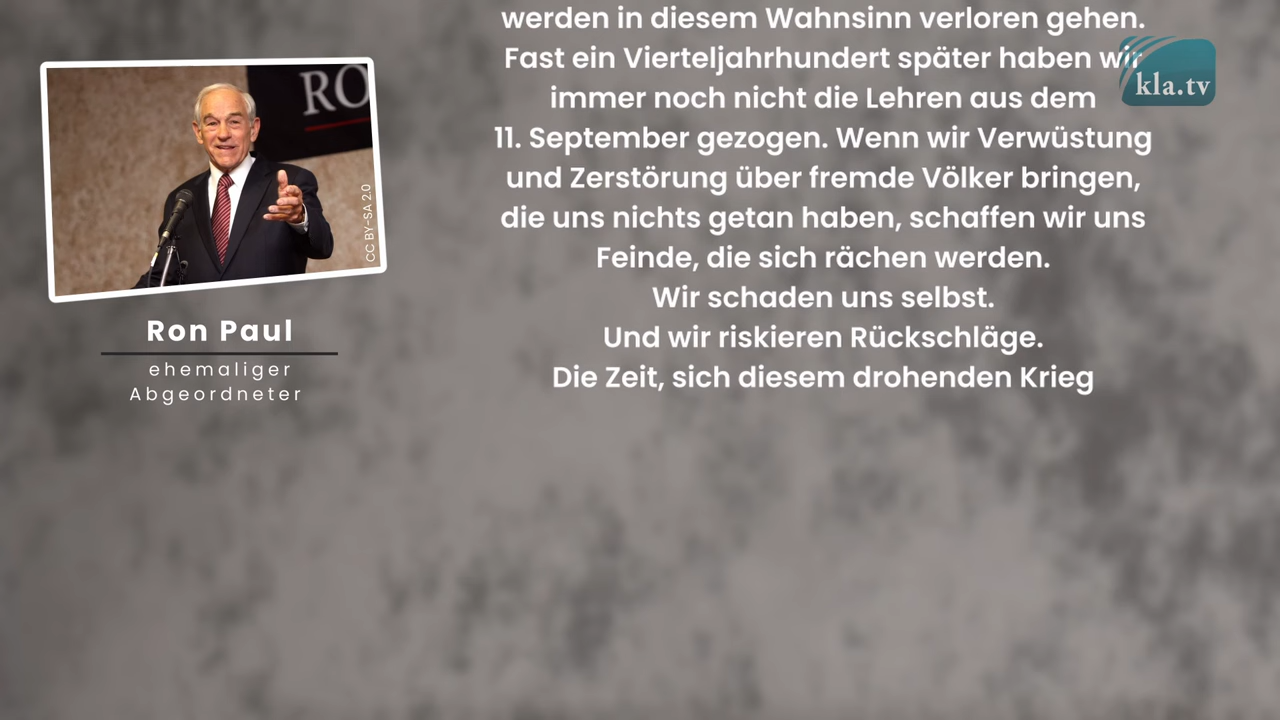 werden in diesem Wahnsinn verloren gehen.
Fast ein Vierteljahrhundert später haben wir
immer noch nicht die Lehren aus dem
11. September gezogen. Wenn wir Verwüstung
und Zerstörung über fremde Völker bringen,
die uns nichts getan haben, schaffen wir uns
Feinde, die sich rächen werden.
Wir schaden uns selbst.
Und wir riskieren Rückschläge.
Die Zeit, sich diesem drohenden Krieg
kla.tv
RO
CC BY-SA 2.0
Ron Paul
ehemaliger
Abgeordneter